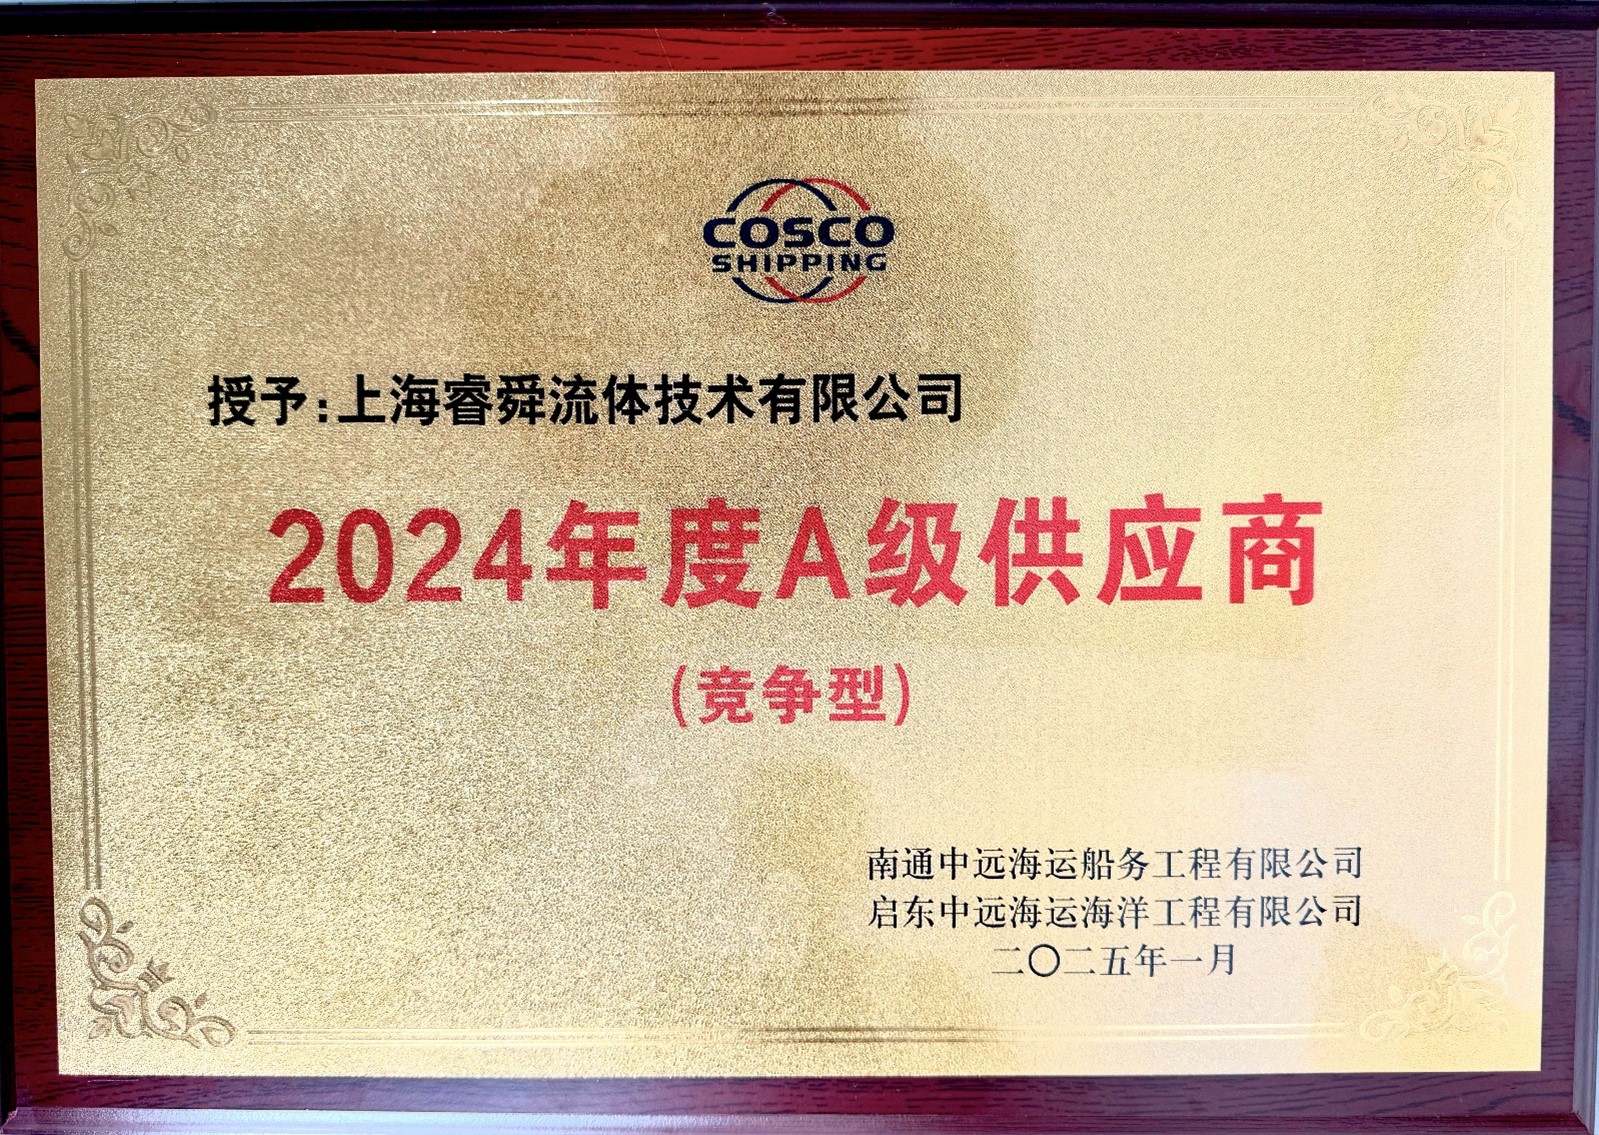 COSCO
SHIPPING
授予:上海睿舜流体技术有限公司
2024年度A级供应商
(竞争型)
南通中远海运船务工程有限公司
启东中远海运海洋工程有限公司
二〇二五年一月